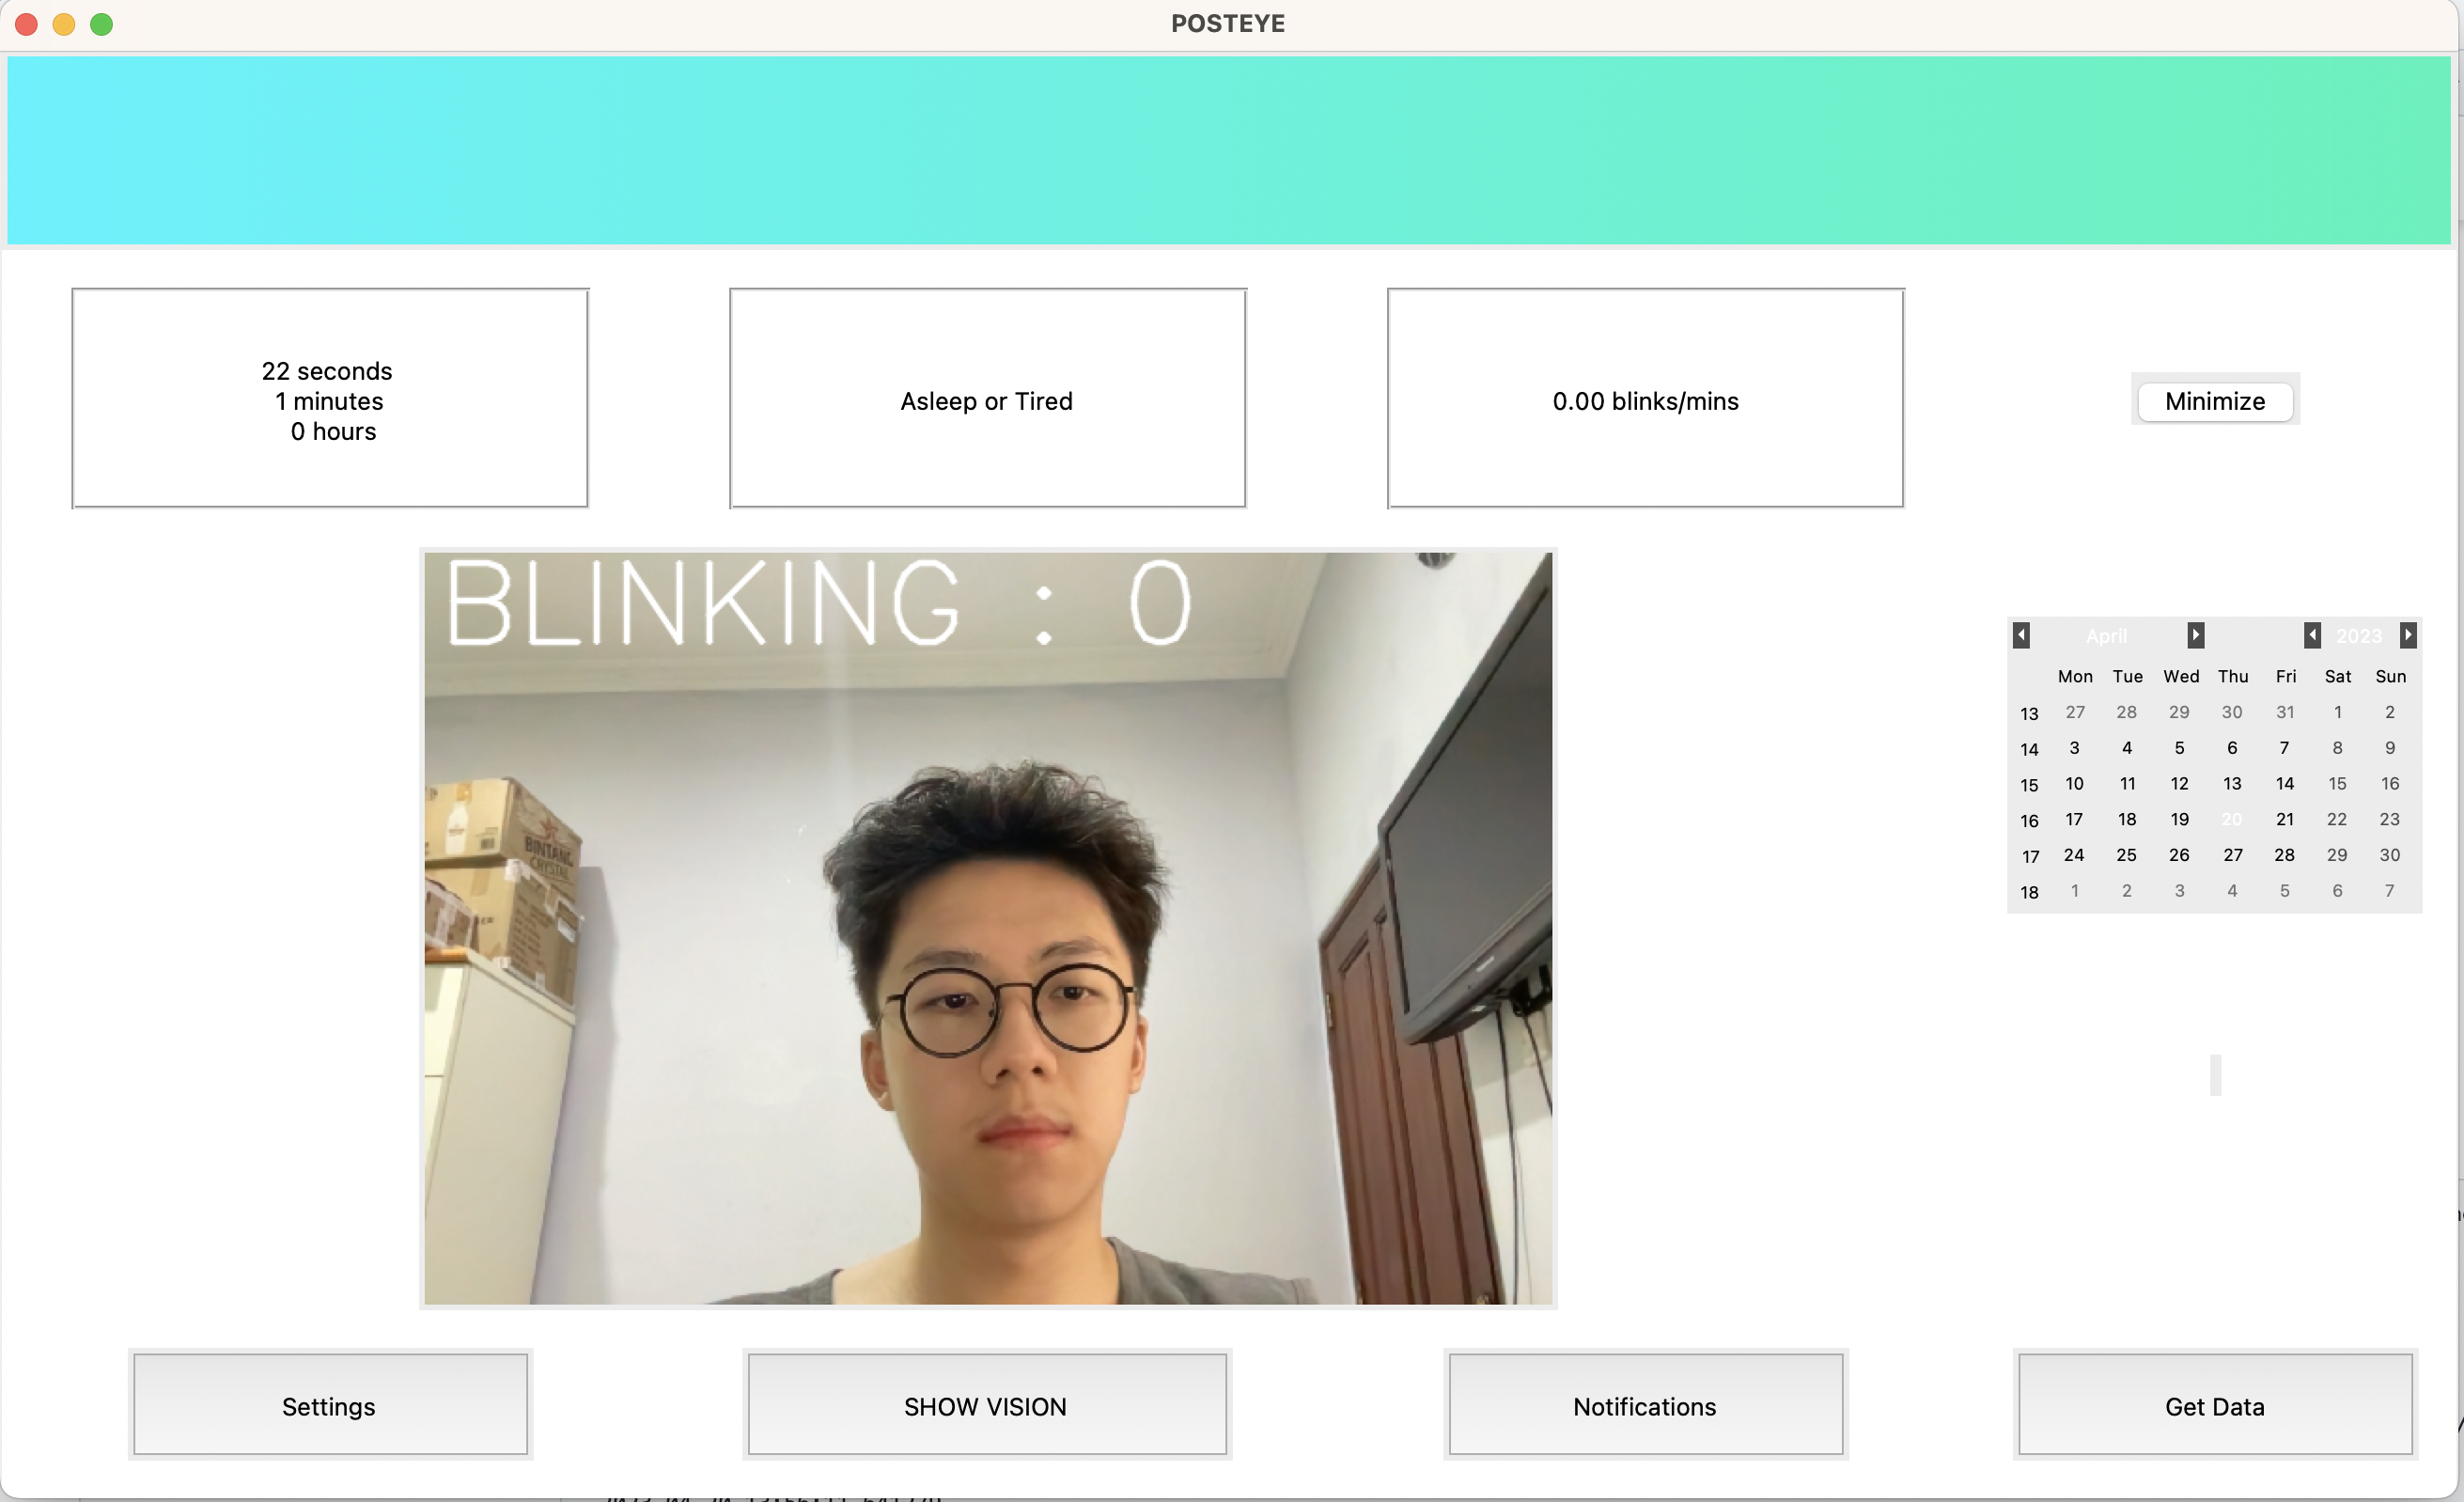 POSTEYE
22 seconds
1 minutes
0 hours
Asleep or Tired
0.00 blinks/mins
Minimize
BLINKING : 0
BINTANG
CRYSTAL
April 2023
Mon Tue Wed Thu Fri Sat Sun
13 27 28 29 30 31 1 2
14 3 4 5 6 7 8 9
15 10 11 12 13 14 15 16
16 17 18 19 20 21 22 23
17 24 25 26 27 28 29 30
18 1 2 3 4 5 6 7
Settings
SHOW VISION
Notifications
Get Data